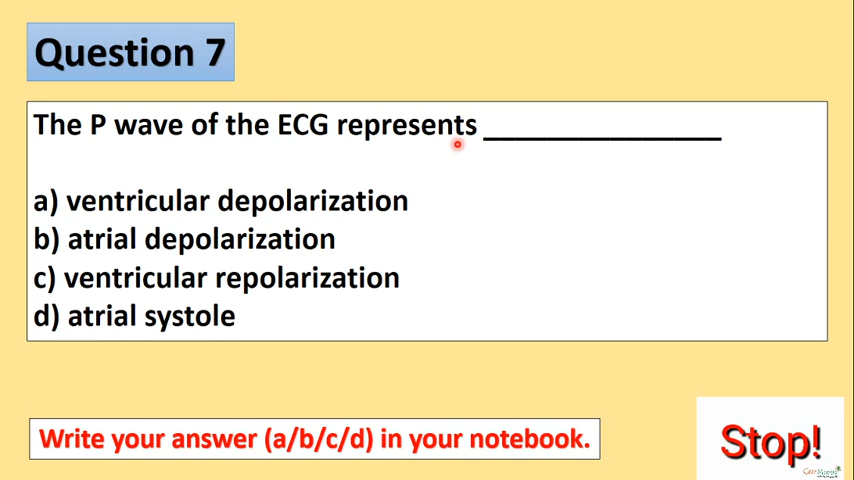 Question 7
The P wave of the ECG represents _______________
a) ventricular depolarization
b) atrial depolarization
c) ventricular repolarization
d) atrial systole
Write your answer (a/b/c/d) in your notebook.
Stop!